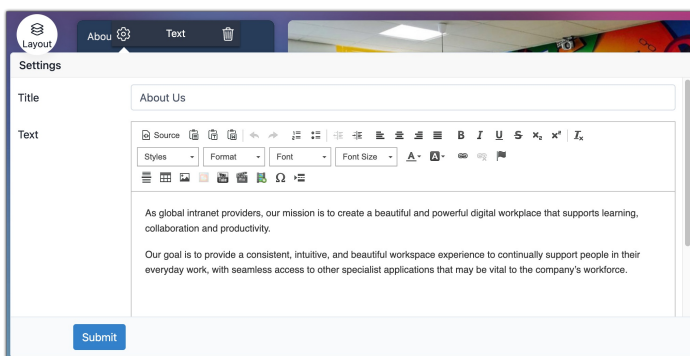 Layout
Abou
Text
Settings
Title
About Us
Text
Source
B I U S x₂ x² Iₓ
Styles Format Font Font Size A A
Ω
As global intranet providers, our mission is to create a beautiful and powerful digital workplace that supports learning,
collaboration and productivity.
Our goal is to provide a consistent, intuitive, and beautiful workspace experience to continually support people in their
everyday work, with seamless access to other specialist applications that may be vital to the company's workforce.
Submit